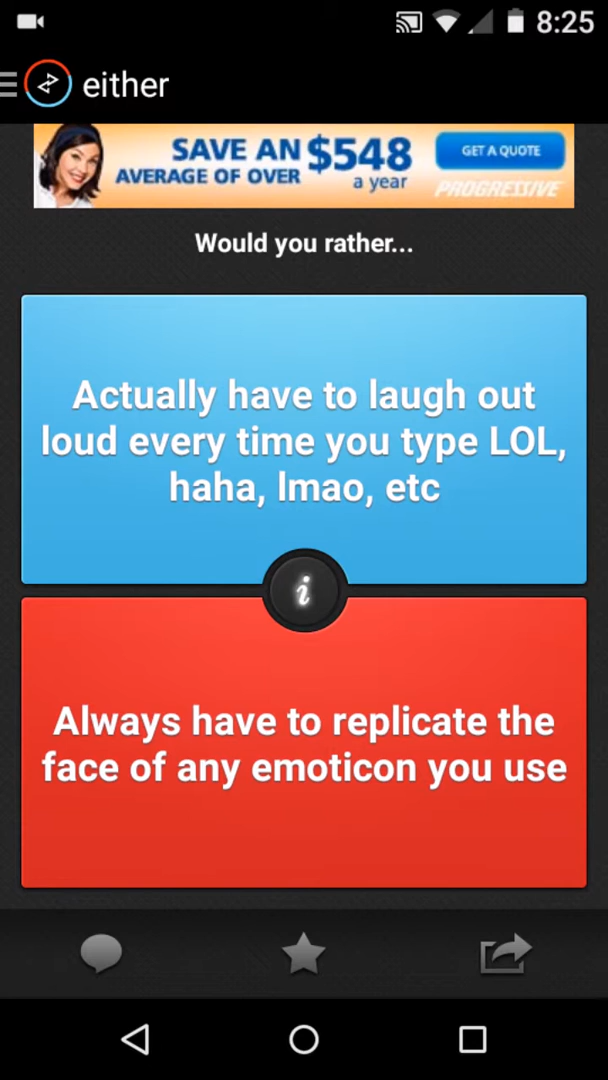 8:25
either
SAVE AN $548
AVERAGE OF OVER a year
GET A QUOTE
PROGRESSIVE
Would you rather...
Actually have to laugh out
loud every time you type LOL,
haha, lmao, etc
i
Always have to replicate the
face of any emoticon you use